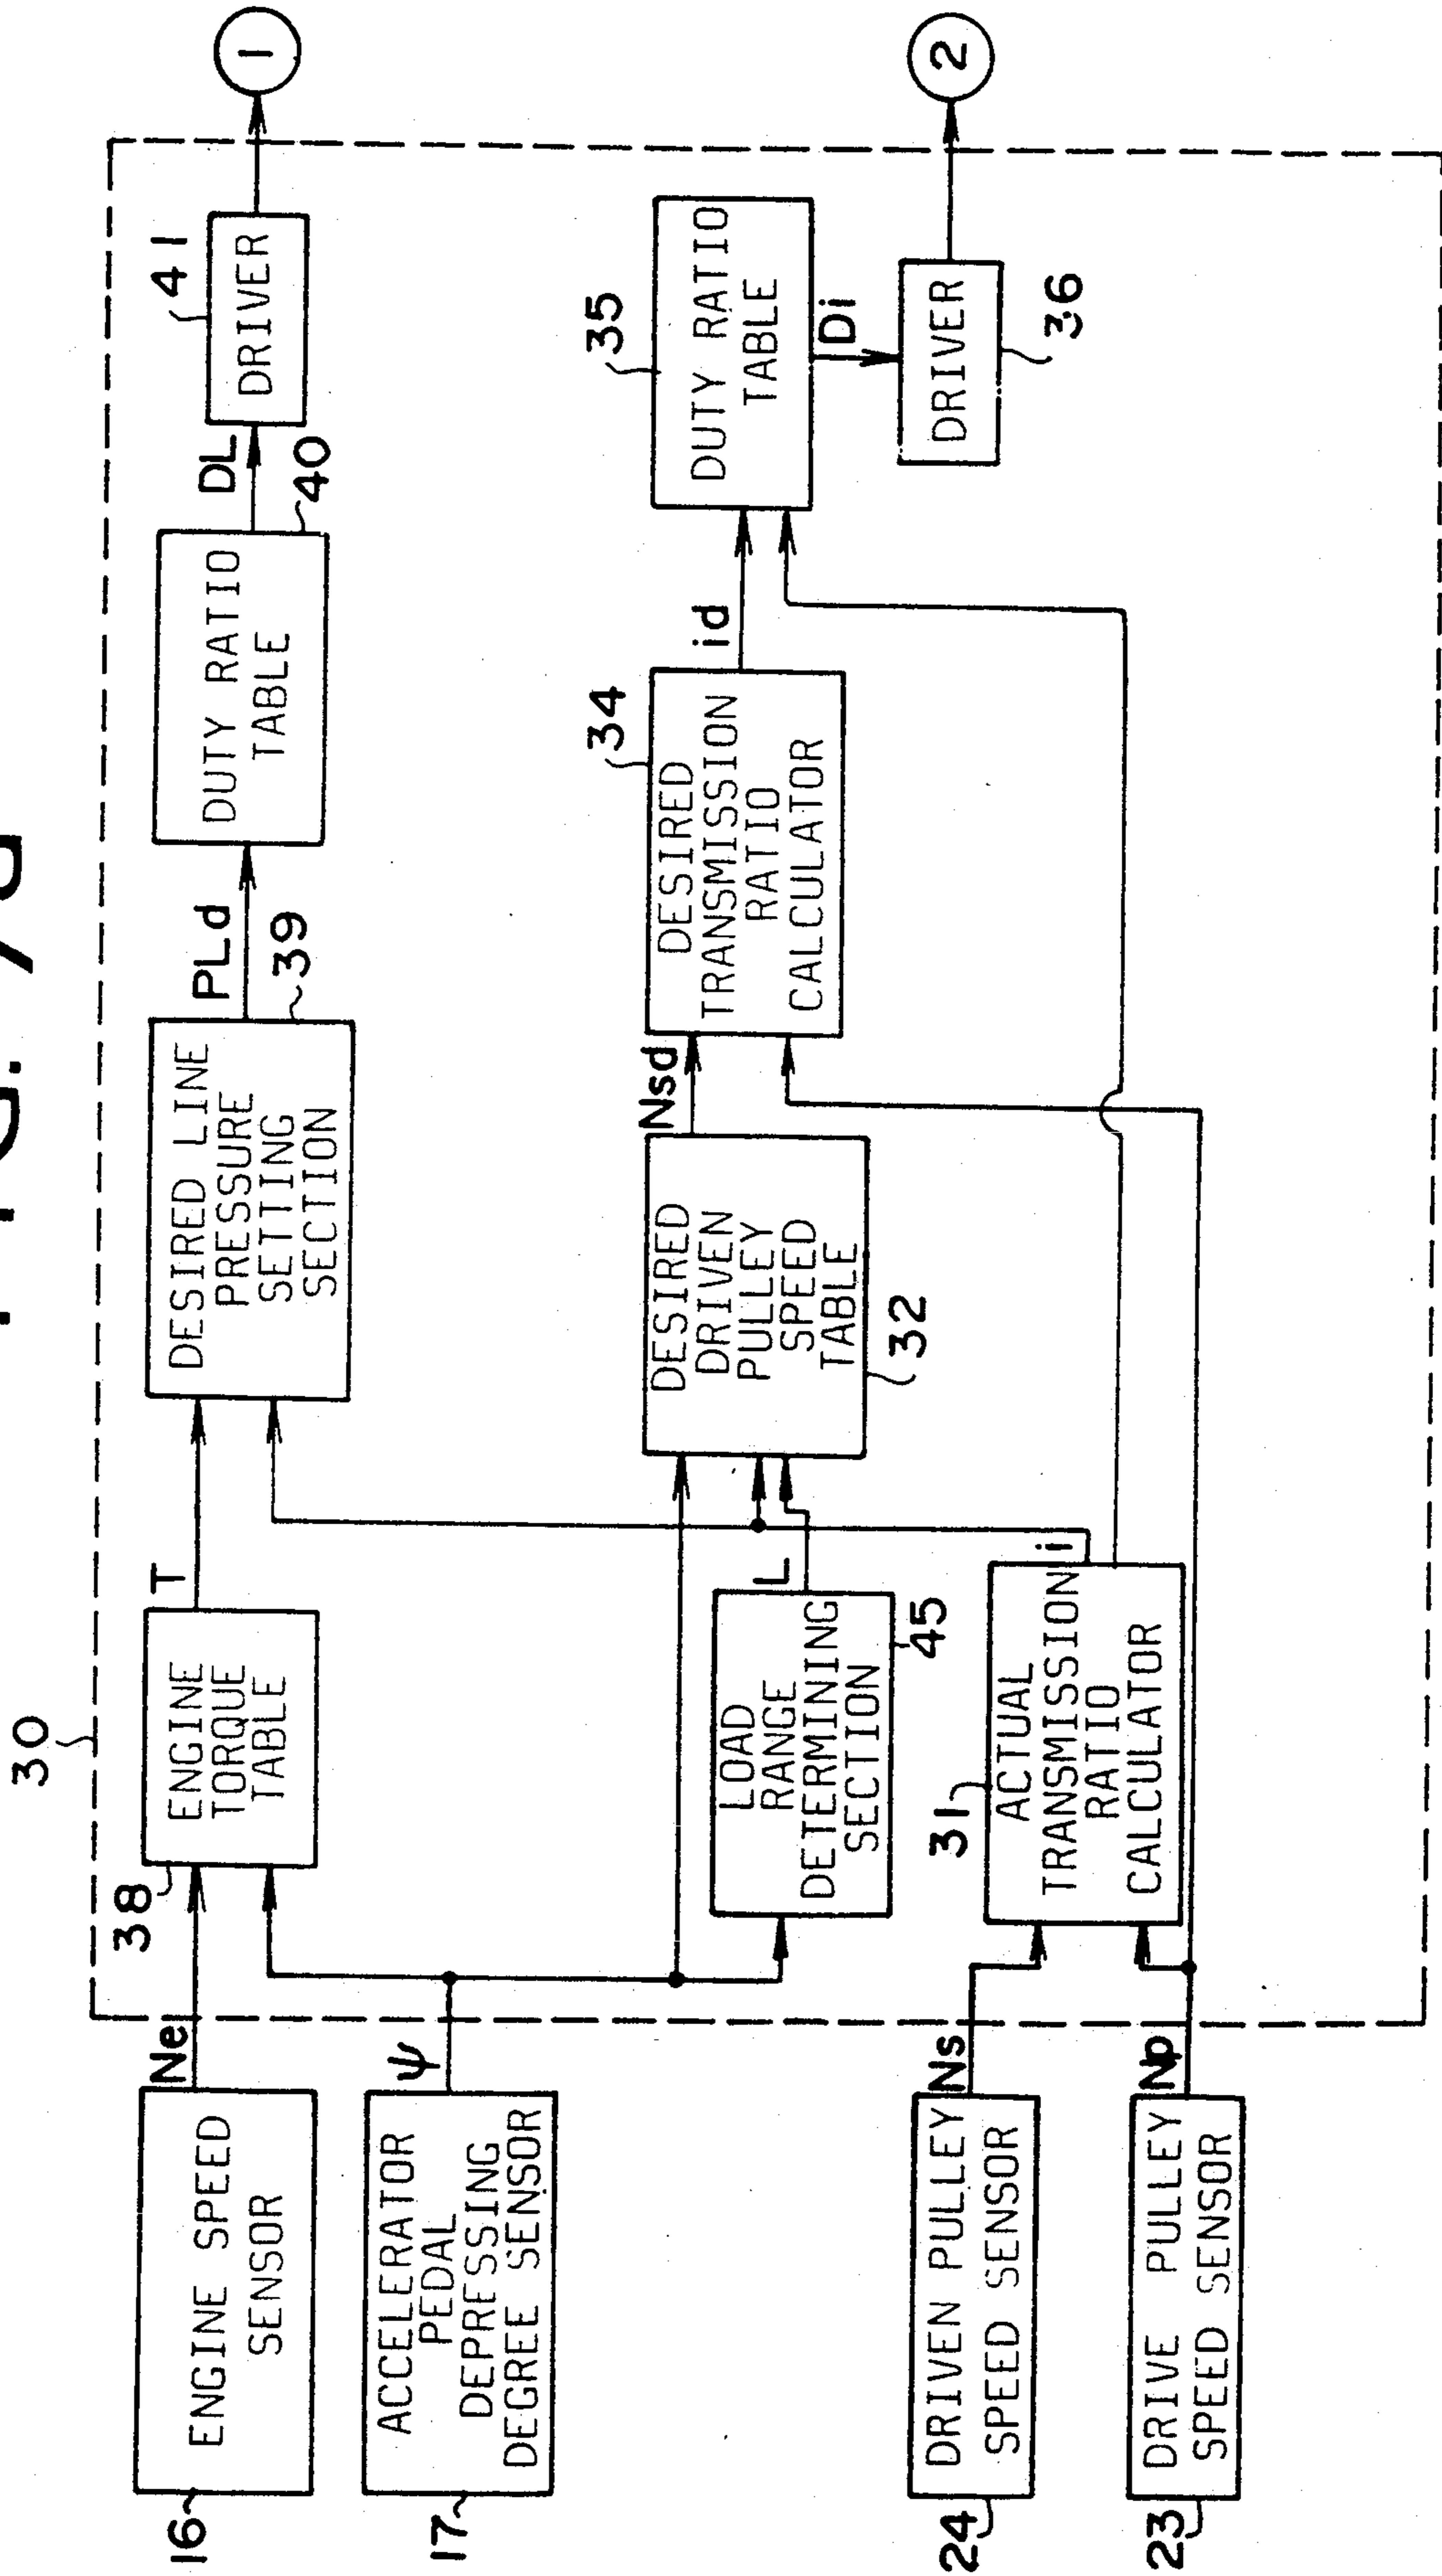 30
16
ENGINE SPEED
SENSOR
Ne
38
ENGINE
TORQUE
TABLE
T
DESIRED LINE
PRESSURE
SETTING
SECTION
39
PLd
DUTY RATIO
TABLE
40
DL
41
DRIVER
1
17
ACCELERATOR
PEDAL
DEPRESSING
DEGREE SENSOR
ψ
LOAD
RANGE
DETERMINING
SECTION
45
L
DESIRED
DRIVEN
PULLEY
SPEED
TABLE
32
Nsd
34
DESIRED
TRANSMISSION
RATIO
CALCULATOR
id
35
DUTY RATIO
TABLE
Di
DRIVER
36
2
24
DRIVEN PULLEY
SPEED SENSOR
Ns
31
ACTUAL
TRANSMISSION
RATIO
CALCULATOR
i
23
DRIVE PULLEY
SPEED SENSOR
Np